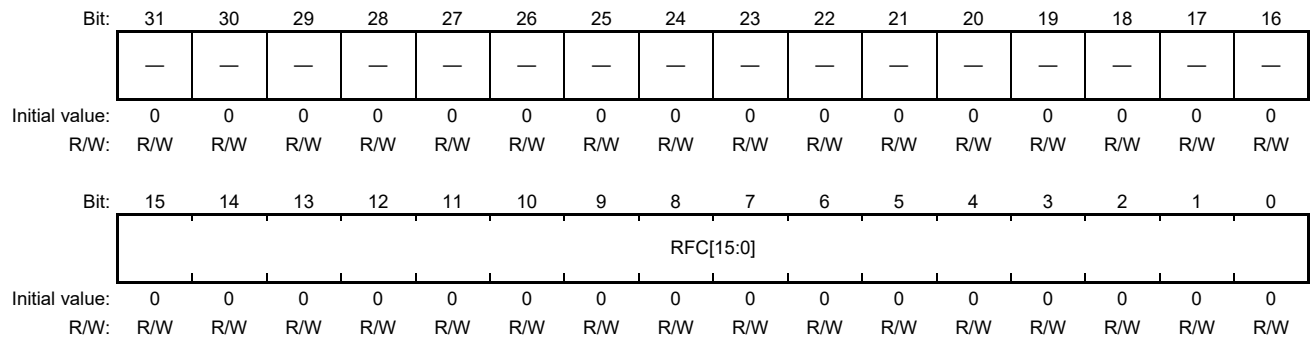 Bit: 31 30 29 28 27 26 25 24 23 22 21 20 19 18 17 16
— — — — — — — — — — — — — — — —
Initial value: 0 0 0 0 0 0 0 0 0 0 0 0 0 0 0 0
R/W: R/W R/W R/W R/W R/W R/W R/W R/W R/W R/W R/W R/W R/W R/W R/W R/W
Bit: 15 14 13 12 11 10 9 8 7 6 5 4 3 2 1 0
RFC[15:0]
Initial value: 0 0 0 0 0 0 0 0 0 0 0 0 0 0 0 0
R/W: R/W R/W R/W R/W R/W R/W R/W R/W R/W R/W R/W R/W R/W R/W R/W R/W